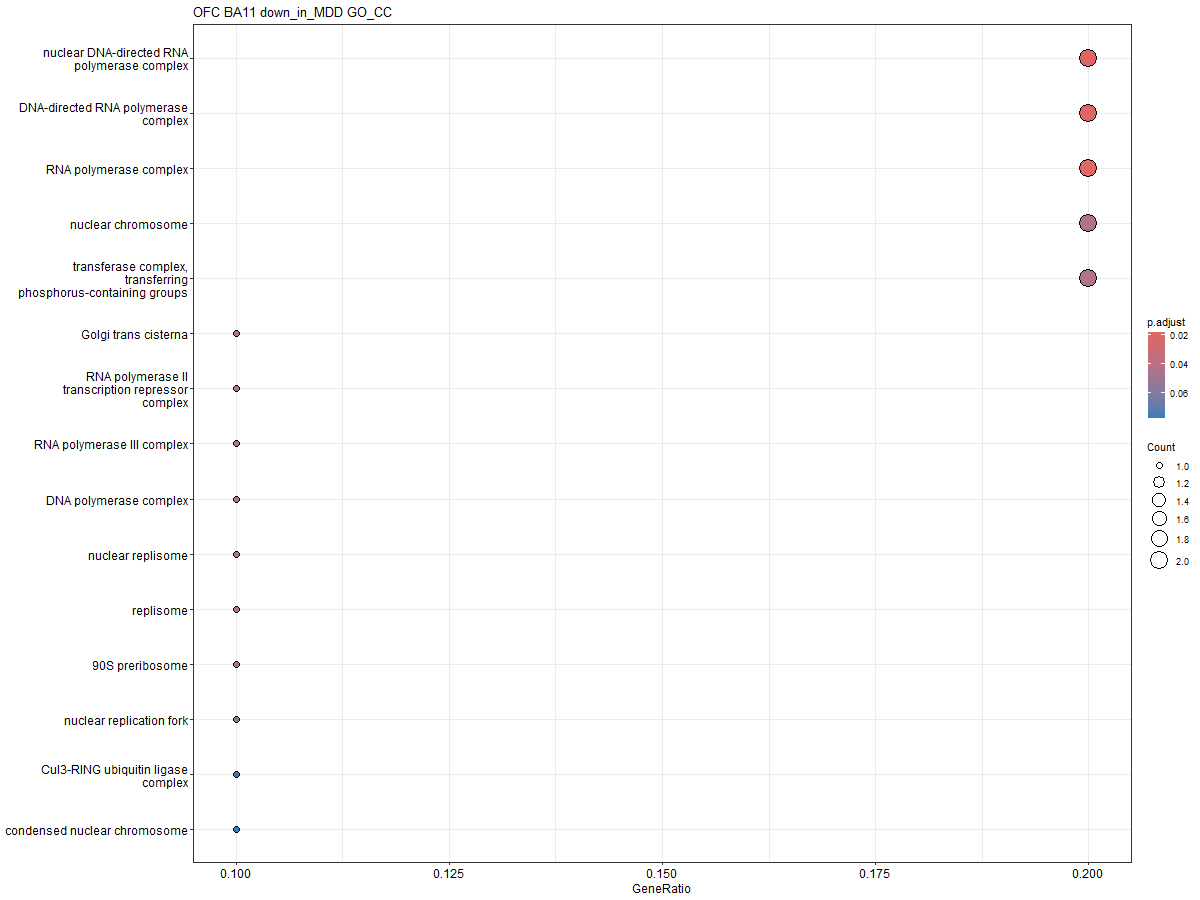 OFC BA11 down_in_MDD GO_CC
nuclear DNA-directed RNA
polymerase complex
DNA-directed RNA polymerase
complex
RNA polymerase complex
nuclear chromosome
transferase complex,
transferring
phosphorus-containing groups
Golgi trans cisterna
RNA polymerase II
transcription repressor
complex
RNA polymerase III complex
DNA polymerase complex
nuclear replisome
replisome
90S preribosome
nuclear replication fork
Cul3-RING ubiquitin ligase
complex
condensed nuclear chromosome
0.100 0.125 0.150 0.175 0.200
GeneRatio
p.adjust
0.02
0.04
0.06
Count
1.0
1.2
1.4
1.6
1.8
2.0